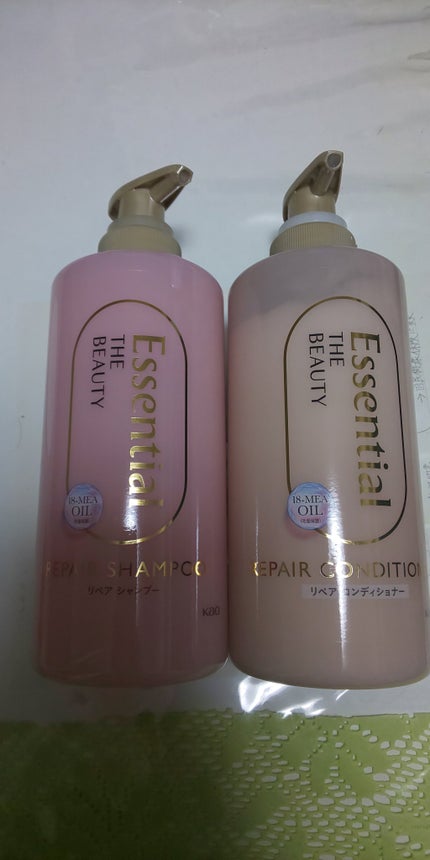 Essential
THE
BEAUTY
18-MEA
OIL
REPAIR SHAMPOO
リペア シャンプー
Kao
Essential
THE
BEAUTY
18-MEA
OIL
REPAIR CONDITION
リペア コンディショナー